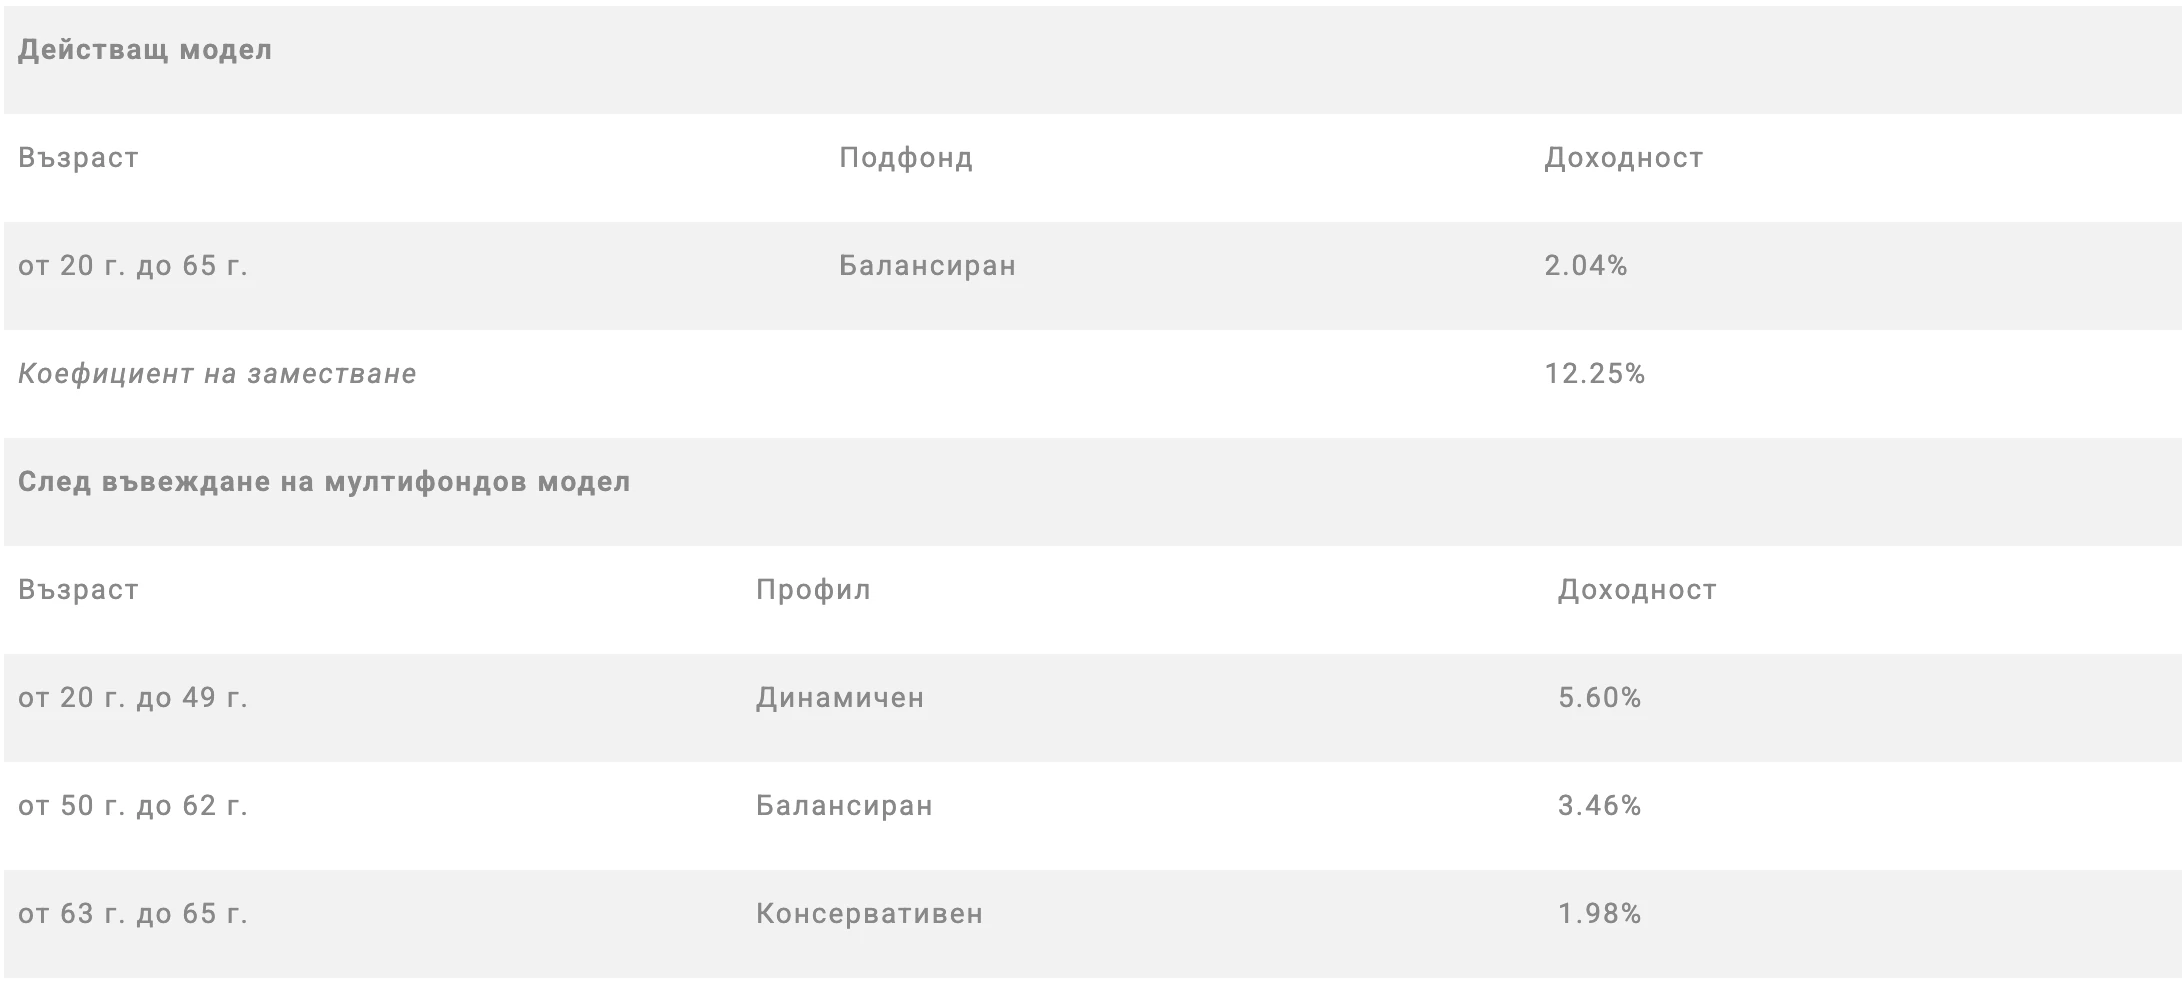 Действащ модел
Възраст Подфонд Доходност
от 20 г. до 65 г. Балансиран 2.04%
Коефициент на заместване 12.25%
След въвеждане на мултифондов модел
Възраст Профил Доходност
от 20 г. до 49 г. Динамичен 5.60%
от 50 г. до 62 г. Балансиран 3.46%
от 63 г. до 65 г. Консервативен 1.98%